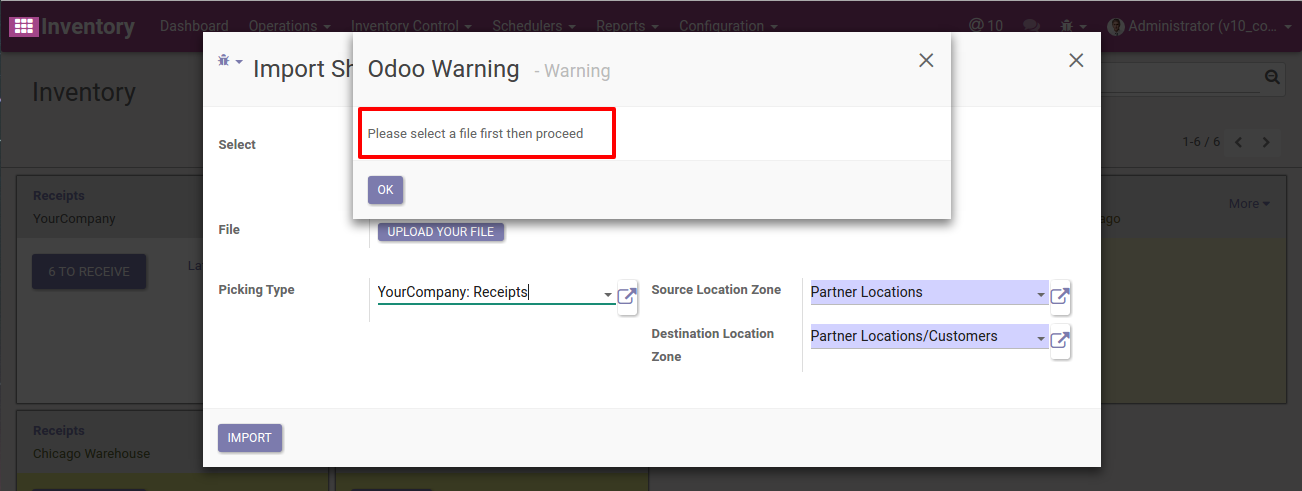 Inventory Dashboard Operations Inventory Control Schedulers Reports Configuration @ 10 Administrator (v10_co...
Import Sh
Odoo Warning - Warning
Inventory
Please select a file first then proceed
Select
1-6 / 6
OK
Receipts
YourCompany
More
ago
File
UPLOAD YOUR FILE
6 TO RECEIVE
La
Picking Type
YourCompany: Receipts
Source Location Zone
Partner Locations
Destination Location
Zone
Partner Locations/Customers
IMPORT
Receipts
Chicago Warehouse